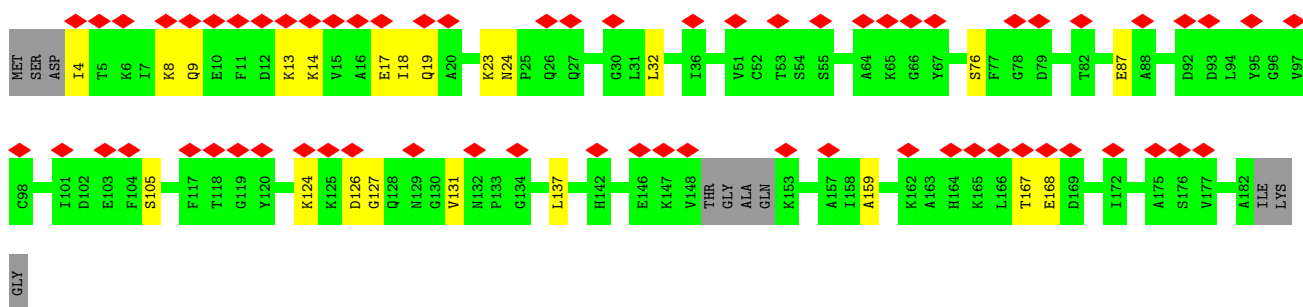 MET SER ASP I4 T5 K6 I7 K8 Q9 E10 F11 D12 K13 K14 V15 A16 E17 I18 Q19 A20 K23 N24 P25 Q26 Q27 G30 L31 L32 I36 V51 C52 T53 S54 S55 A64 K65 G66 Y67 S76 F77 G78 D79 T82 E87 A88 D92 D93 L94 Y95 G96 V97
C98 I101 D102 E103 F104 S105 F117 T118 G119 Y120 K124 K125 D126 G127 Q128 N129 G130 V131 N132 P133 G134 L137 H142 E146 K147 V148 THR GLY ALA GLN K153 A157 I158 A159 K162 A163 H164 K165 L166 T167 E168 D169 I172 A175 S176 V177 A182 ILE LYS
GLY